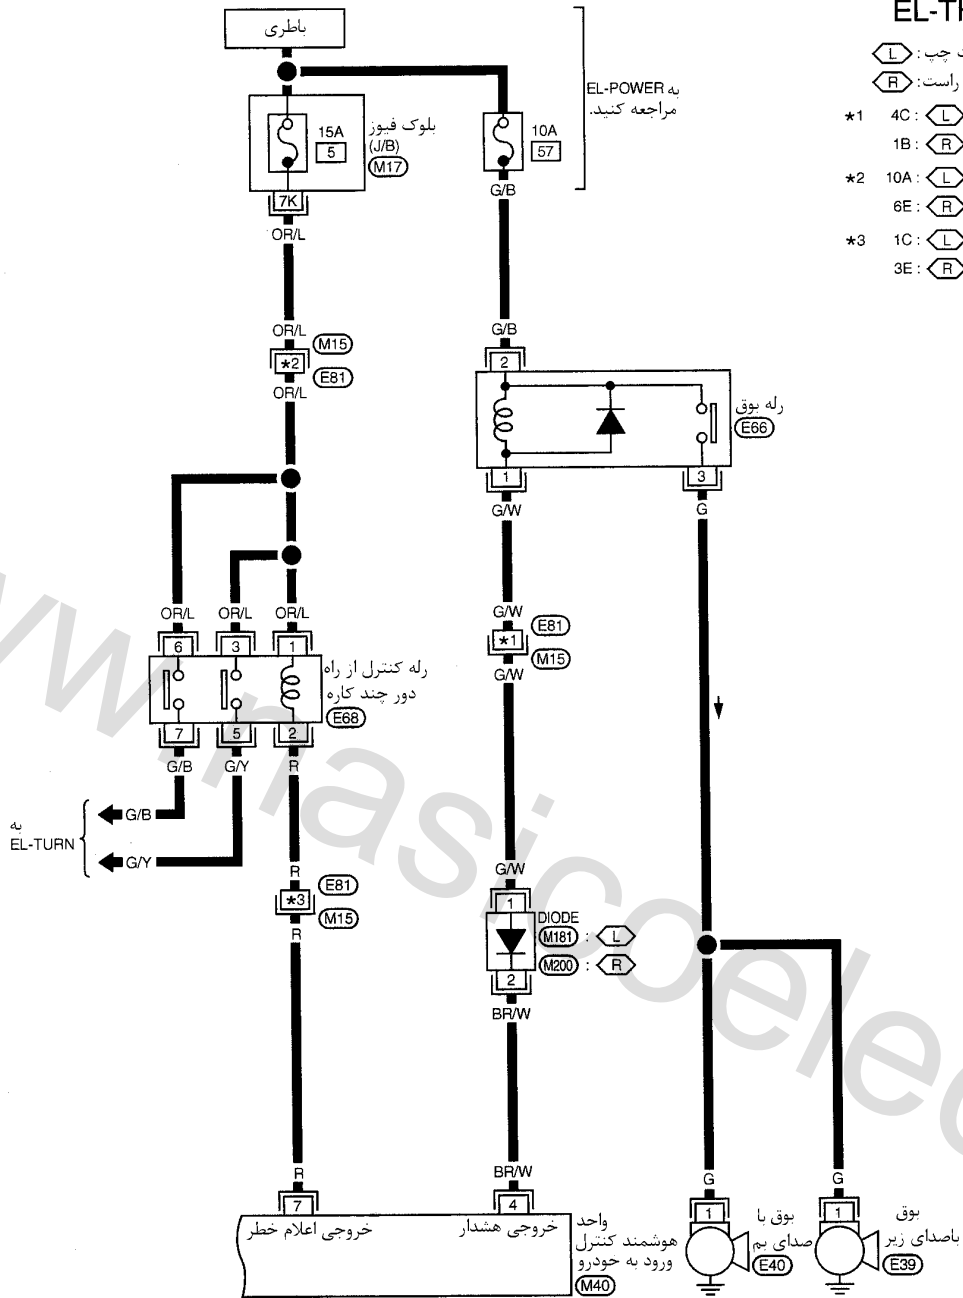 باطری
EL-TH
ت چپ : L
راست : R
*1 4C : L
1B : R
*2 10A : L
6E : R
*3 1C : L
3E : R
به EL-POWER
مراجعه کنید.
15A
5
بلوک فیوز
(J/B)
M17
10A
57
7K
G/B
OR/L
OR/L
M15
*2
E81
OR/L
G/B
2
رله بوق
E66
1
3
G/W
G
OR/L OR/L OR/L
6 3 1
رله کنترل از راه
دور چند کاره
E68
7 5 2
G/B G/Y R
G/W
E81
*1
M15
G/W
به
EL-TURN
G/B
G/Y
R
E81
*3
M15
R
G/W
1
DIODE
M181 : L
M200 : R
2
BR/W
R
7
BR/W
4
خروجی اعلام خطر
خروجی هشدار
واحد
هوشمند کنترل
ورود به خودرو
M40
G
1
بوق با
صدای بم
E40
G
1
بوق
باصدای زیر
E39
w.nasicoelec